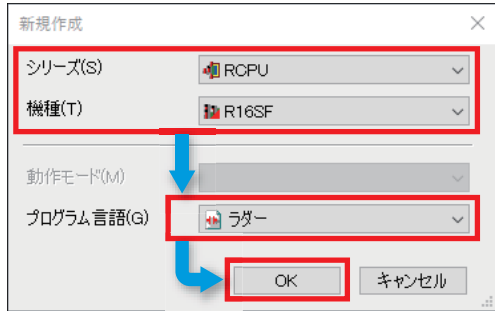 新規作成
シリーズ(S) RCPU
機種(T) R16SF
動作モード(M)
プログラム言語(G) ラダー
OK キャンセル